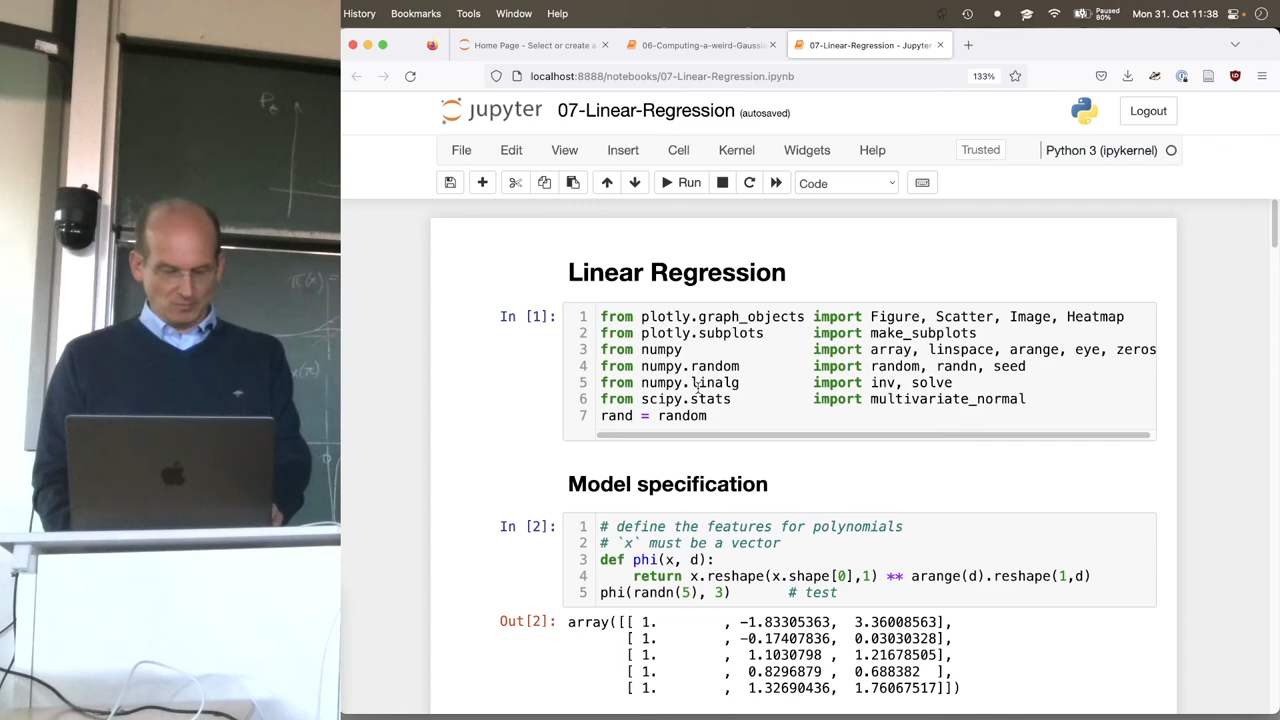 History Bookmarks Tools Window Help
Paused
80%
Mon 31. Oct 11:38
Home Page - Select or create a
06-Computing-a-weird-Gaussia
07-Linear-Regression - Jupyter
localhost:8888/notebooks/07-Linear-Regression.ipynb
133%
jupyter 07-Linear-Regression (autosaved)
Logout
File Edit View Insert Cell Kernel Widgets Help
Trusted
Python 3 (ipykernel)
Run
Code
Linear Regression
In [1]:
1 from plotly.graph_objects import Figure, Scatter, Image, Heatmap
2 from plotly.subplots import make_subplots
3 from numpy import array, linspace, arange, eye, zeros
4 from numpy.random import random, randn, seed
5 from numpy.linalg import inv, solve
6 from scipy.stats import multivariate_normal
7 rand = random
Model specification
In [2]:
1 # define the features for polynomials
2 # `x` must be a vector
3 def phi(x, d):
4 return x.reshape(x.shape[0],1) ** arange(d).reshape(1,d)
5 phi(randn(5), 3) # test
Out[2]:
array([[ 1. , -1.83305363, 3.36008563],
[ 1. , -0.17407836, 0.03030328],
[ 1. , 1.1030798 , 1.21678505],
[ 1. , 0.8296879 , 0.688382 ],
[ 1. , 1.32690436, 1.76067517]])